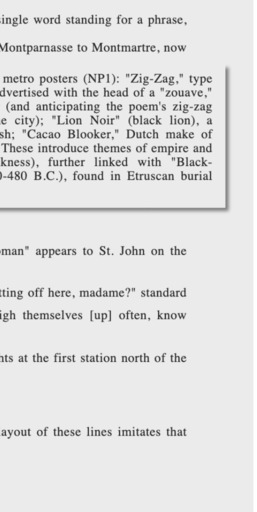 single word standing for a phrase,
Montparnasse to Montmartre, now
metro posters (NP1): "Zig-Zag," type
dvertised with the head of a "zouave,"
(and anticipating the poem's zig-zag
e city); "Lion Noir" (black lion), a
sh; "Cacao Blooker," Dutch make of
These introduce themes of empire and
kness), further linked with "Black-
0-480 B.C.), found in Etruscan burial
oman" appears to St. John on the
tting off here, madame?" standard
igh themselves [up] often, know
nts at the first station north of the
ayout of these lines imitates that